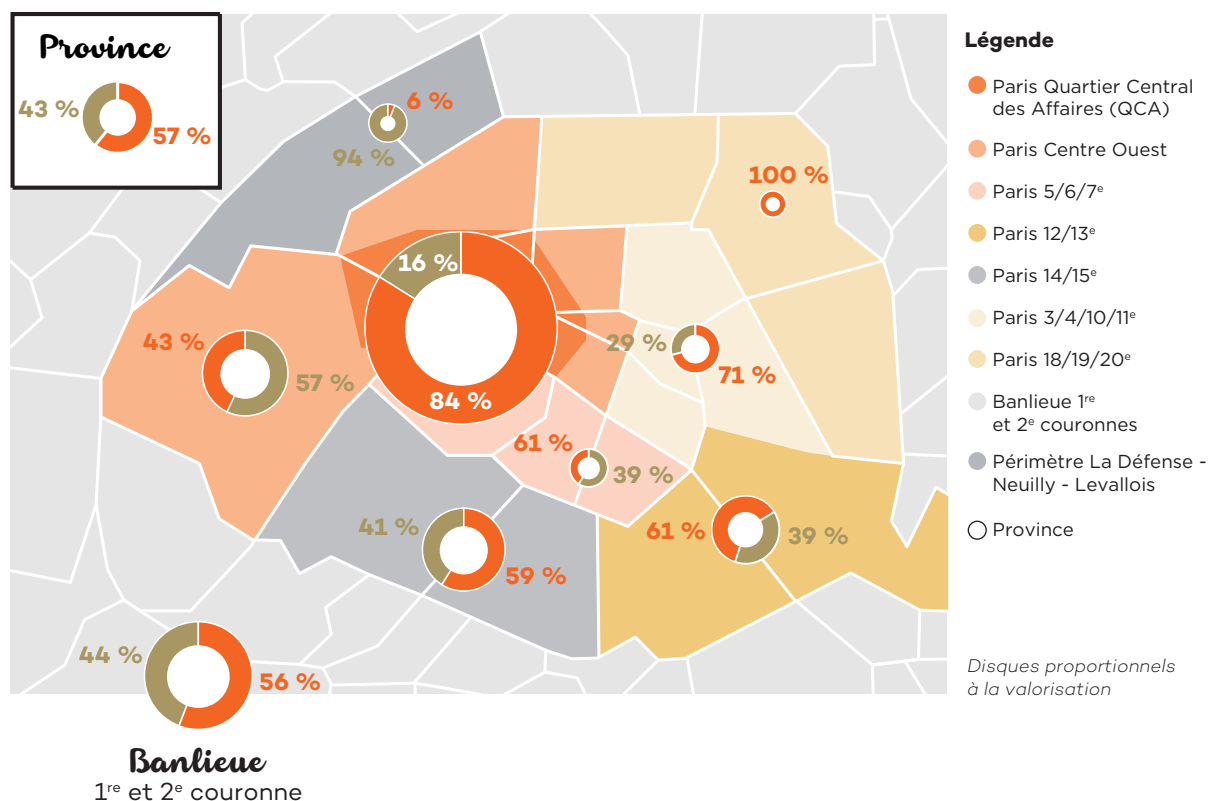 Province
43 %
57 %
6 %
94 %
100 %
16 %
84 %
43 %
57 %
29 %
71 %
61 %
39 %
41 %
59 %
61 %
39 %
44 %
56 %
Banlieue
1re et 2e couronne
Légende
Paris Quartier Central
des Affaires (QCA)
Paris Centre Ouest
Paris 5/6/7e
Paris 12/13e
Paris 14/15e
Paris 3/4/10/11e
Paris 18/19/20e
Banlieue 1re
et 2e couronnes
Périmètre La Défense -
Neuilly - Levallois
Province
Disques proportionnels
à la valorisation